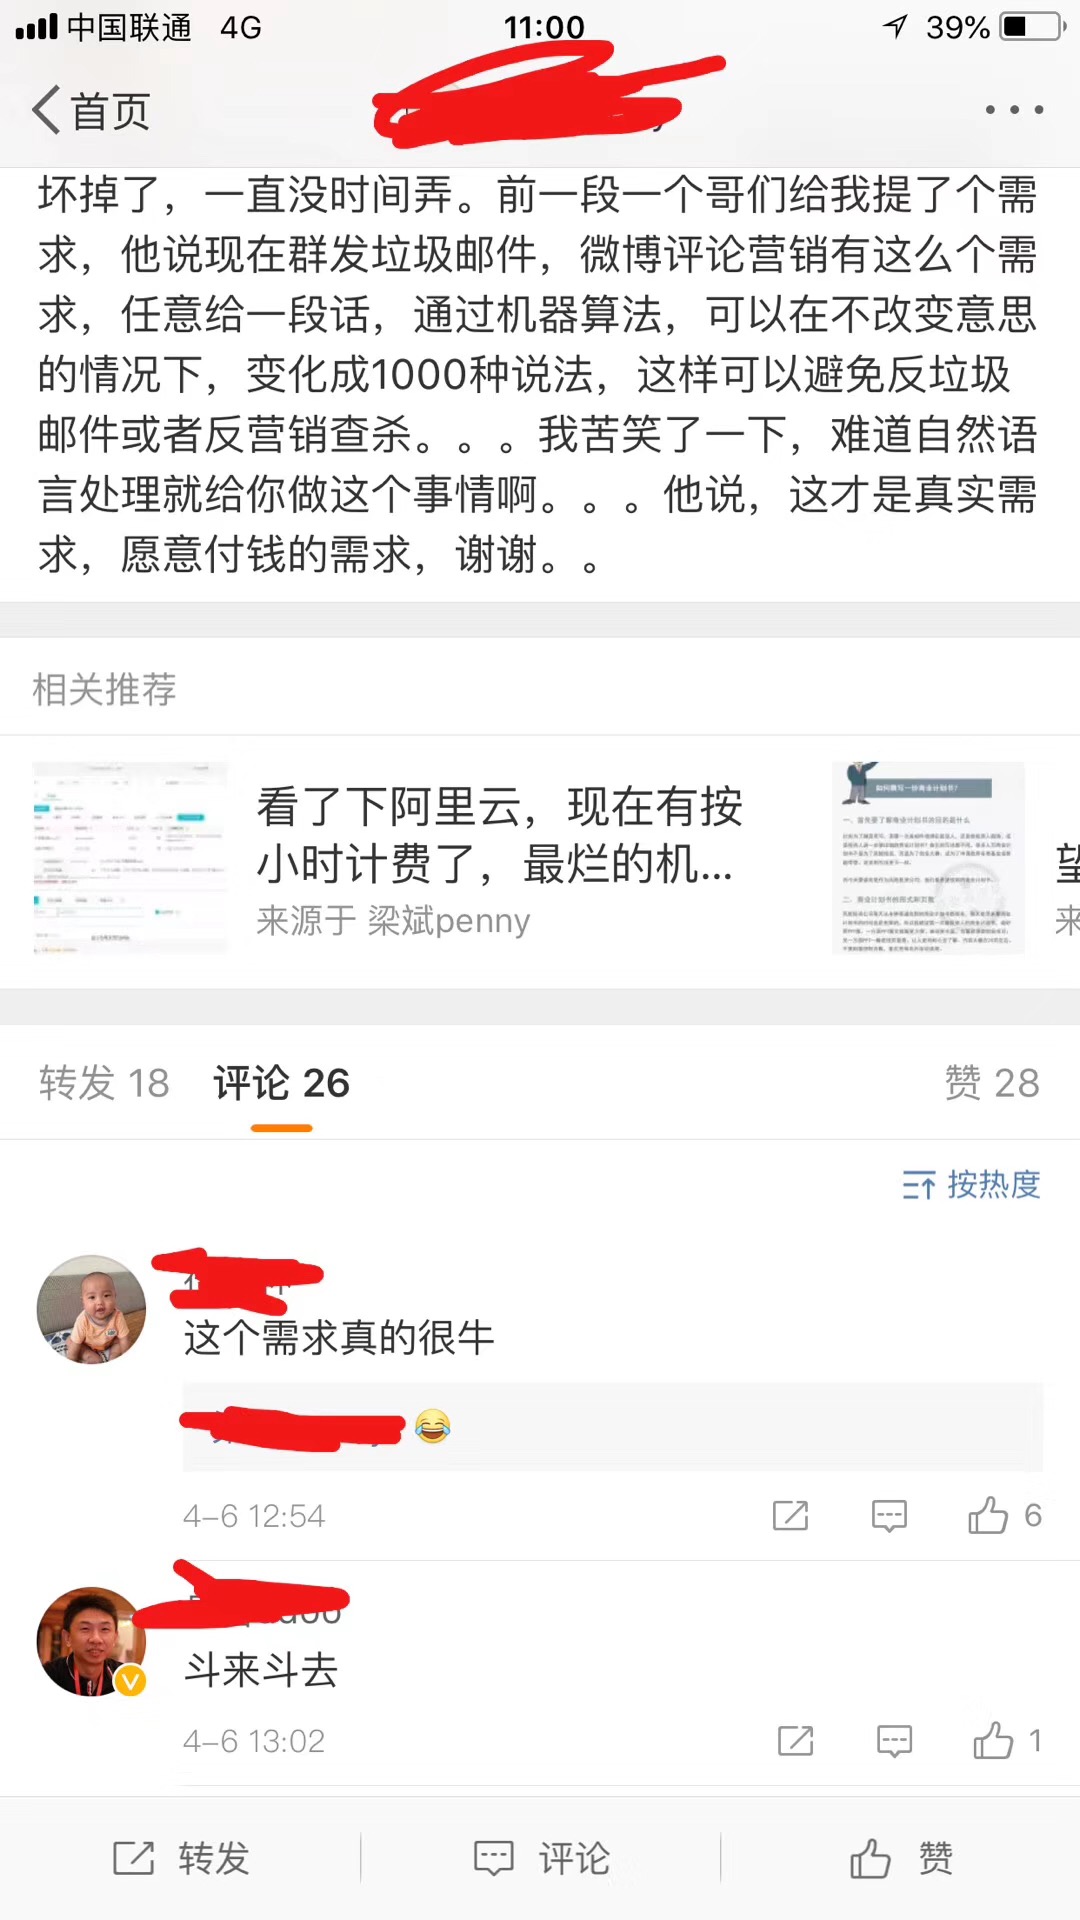 中国联通 4G 11:00 39%
首页
坏掉了，一直没时间弄。前一段一个哥们给我提了个需
求，他说现在群发垃圾邮件，微博评论营销有这么个需
求，任意给一段话，通过机器算法，可以在不改变意思
的情况下，变化成1000种说法，这样可以避免反垃圾
邮件或者反营销查杀。。。我苦笑了一下，难道自然语
言处理就给你做这个事情啊。。。他说，这才是真实需
求，愿意付钱的需求，谢谢。。
相关推荐
看了下阿里云，现在有按
小时计费了，最烂的机...
来源于 梁斌penny
如何撰写一份商业计划书?
望
来
转发 18 评论 26 赞 28
按热度
这个需求真的很牛
😂
4-6 12:54 6
斗来斗去
4-6 13:02 1
转发 评论 赞